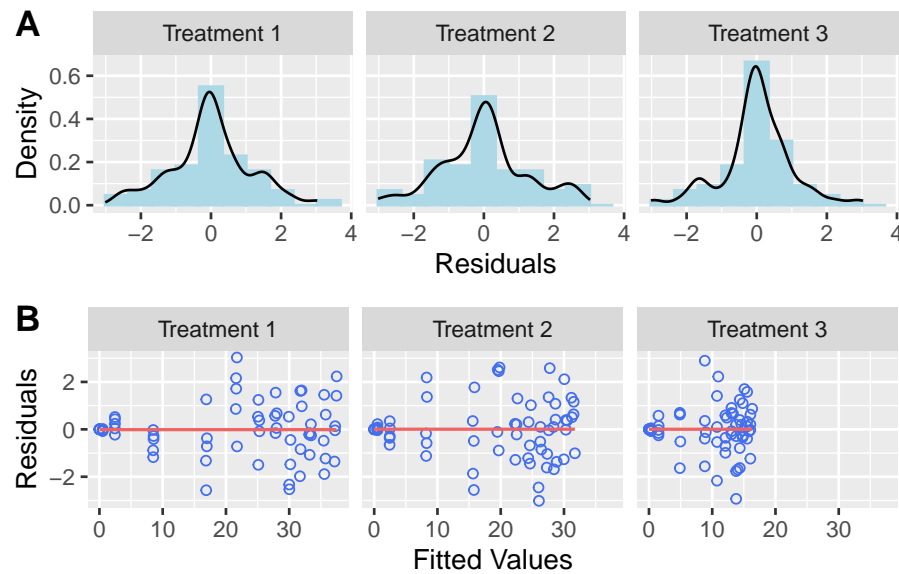 A
Treatment 1 Treatment 2 Treatment 3
Density
0.6
0.4
0.2
0.0
−2 0 2 4 −2 0 2 4 −2 0 2 4
Residuals
B
Treatment 1 Treatment 2 Treatment 3
Residuals
2
0
−2
0 10 20 30 0 10 20 30 0 10 20 30
Fitted Values